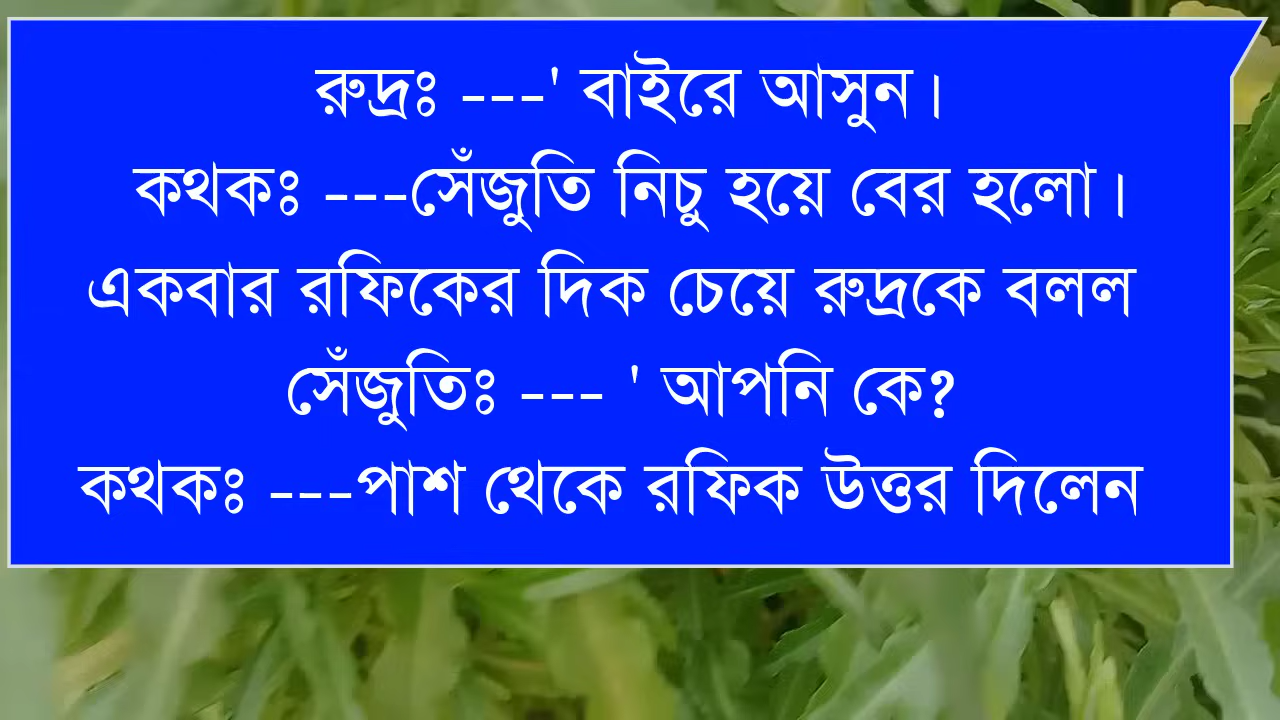 রুদ্রঃ ---' বাইরে আসুন।
কথকঃ ---সেঁজুতি নিচু হয়ে বের হলো।
একবার রফিকের দিক চেয়ে রুদ্রকে বলল
সেঁজুতিঃ --- ' আপনি কে?
কথকঃ ---পাশ থেকে রফিক উত্তর দিলেন